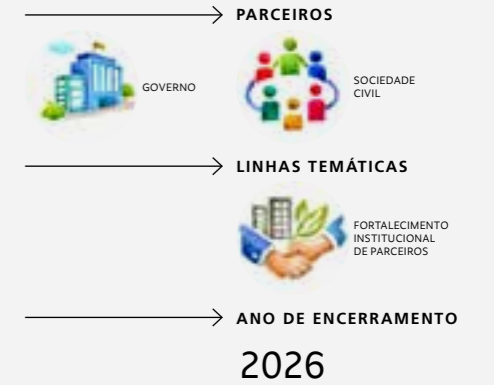 PARCEIROS
GOVERNO
SOCIEDADE
CIVIL
LINHAS TEMÁTICAS
FORTALECIMENTO
INSTITUCIONAL
DE PARCEIROS
ANO DE ENCERRAMENTO
2026